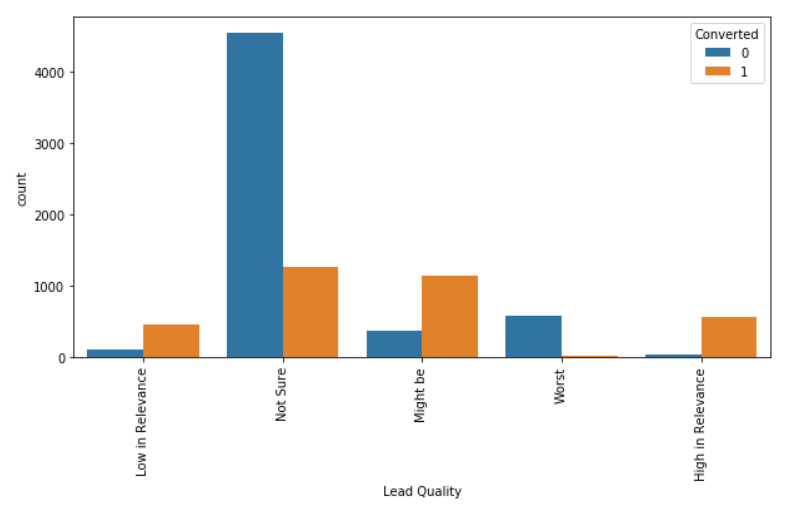 Converted
0
1
4000
3000
2000
1000
0
count
Low in Relevance
Not Sure
Might be
Worst
High in Relevance
Lead Quality